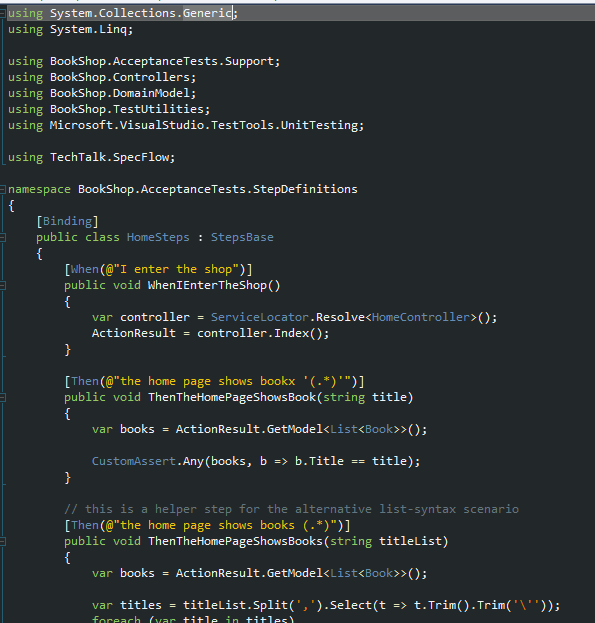 using System.Collections.Generic;
using System.Linq;
using BookShop.AcceptanceTests.Support;
using BookShop.Controllers;
using BookShop.DomainModel;
using BookShop.TestUtilities;
using Microsoft.VisualStudio.TestTools.UnitTesting;
using TechTalk.SpecFlow;
namespace BookShop.AcceptanceTests.StepDefinitions
{
[Binding]
public class HomeSteps : StepsBase
{
[When(@"I enter the shop")]
public void WhenIEnterTheShop()
{
var controller = ServiceLocator.Resolve<HomeController>();
ActionResult = controller.Index();
}
[Then(@"the home page shows bookx '(.*)'")]
public void ThenTheHomePageShowsBook(string title)
{
var books = ActionResult.GetModel<List<Book>>();
CustomAssert.Any(books, b => b.Title == title);
}
// this is a helper step for the alternative list-syntax scenario
[Then(@"the home page shows books (.*)")]
public void ThenTheHomePageShowsBooks(string titleList)
{
var books = ActionResult.GetModel<List<Book>>();
var titles = titleList.Split(',').Select(t => t.Trim().Trim('\''));
foreach (var title in titles)